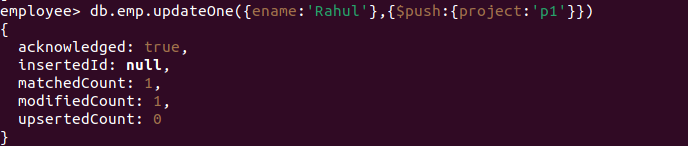 employee> db.emp.updateOne({ename:'Rahul'},{$push:{project:'p1'}})
{
  acknowledged: true,
  insertedId: null,
  matchedCount: 1,
  modifiedCount: 1,
  upsertedCount: 0
}